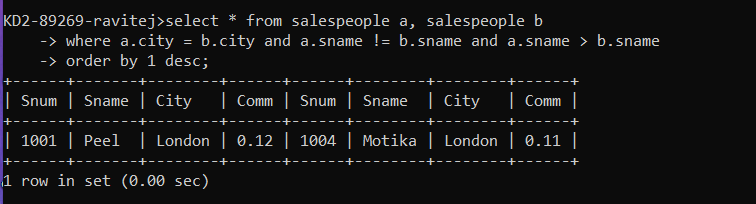 KD2-89269-ravitej>select * from salespeople a, salespeople b
    -> where a.city = b.city and a.sname != b.sname and a.sname > b.sname
    -> order by 1 desc;
+------+-------+--------+------+------+--------+--------+------+
| Snum | Sname | City   | Comm | Snum | Sname  | City   | Comm |
+------+-------+--------+------+------+--------+--------+------+
| 1001 | Peel  | London | 0.12 | 1004 | Motika | London | 0.11 |
+------+-------+--------+------+------+--------+--------+------+
1 row in set (0.00 sec)